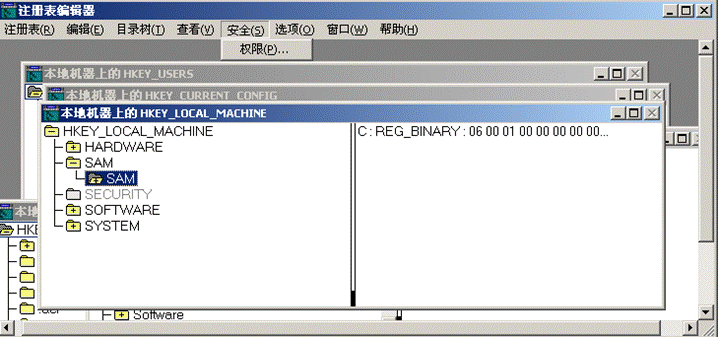 注册表编辑器
注册表(R) 编辑(E) 目录树(T) 查看(V) 安全(S) 选项(O) 窗口(W) 帮助(H)
权限(P)...
本地机器上的 HKEY_USERS
本地机器上的 HKEY_CURRENT_CONFIG
本地机器上的 HKEY_LOCAL_MACHINE
HKEY_LOCAL_MACHINE
HARDWARE
SAM
SAM
SECURITY
SOFTWARE
SYSTEM
C : REG_BINARY : 06 00 01 00 00 00 00 00...
本地
HKE
Software